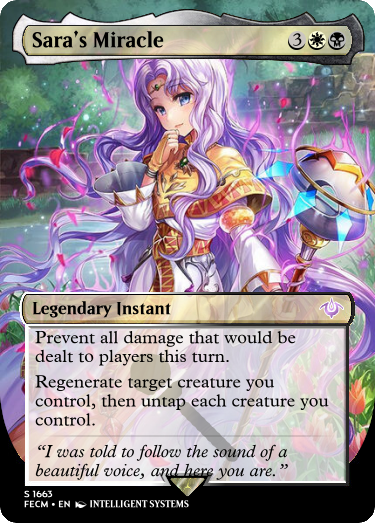 Sara's Miracle 3
Legendary Instant
Prevent all damage that would be
dealt to players this turn.
Regenerate target creature you
control, then untap each creature you
control.
"I was told to follow the sound of a
beautiful voice, and here you are."
S 1663
FECM • EN INTELLIGENT SYSTEMS